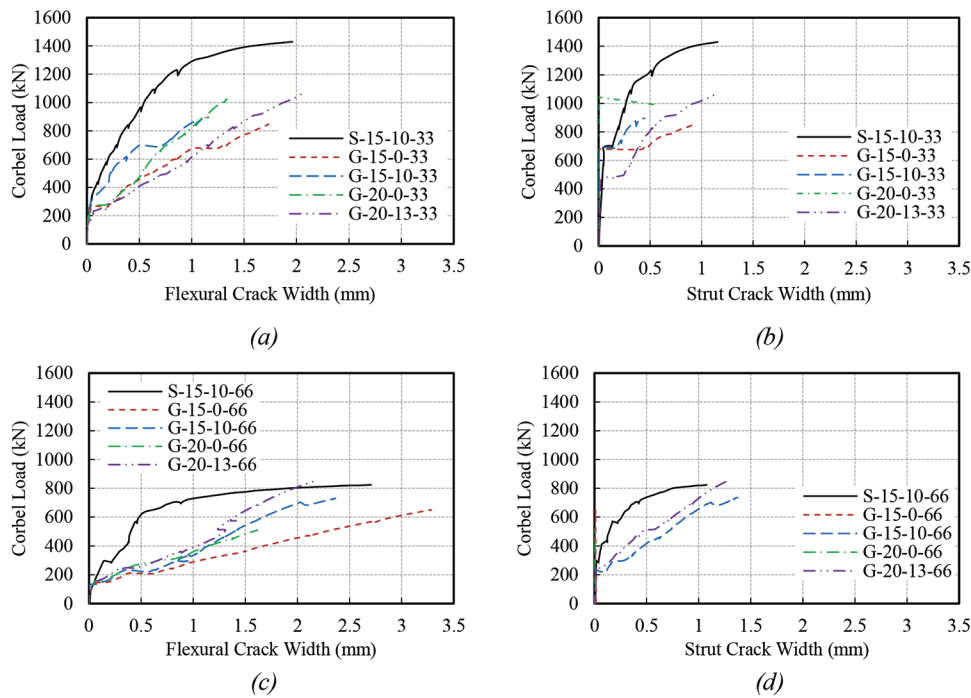 1600
1400
1200
1000
800
600
400
200
0
Corbel Load (kN)
S-15-10-33
G-15-0-33
G-15-10-33
G-20-0-33
G-20-13-33
0 0.5 1 1.5 2 2.5 3 3.5
Flexural Crack Width (mm)
(a)
1600
1400
1200
1000
800
600
400
200
0
Corbel Load (kN)
S-15-10-33
G-15-0-33
G-15-10-33
G-20-0-33
G-20-13-33
0 0.5 1 1.5 2 2.5 3 3.5
Strut Crack Width (mm)
(b)
1600
1400
1200
1000
800
600
400
200
0
Corbel Load (kN)
S-15-10-66
G-15-0-66
G-15-10-66
G-20-0-66
G-20-13-66
0 0.5 1 1.5 2 2.5 3 3.5
Flexural Crack Width (mm)
(c)
1600
1400
1200
1000
800
600
400
200
0
Corbel Load (kN)
S-15-10-66
G-15-0-66
G-15-10-66
G-20-0-66
G-20-13-66
0 0.5 1 1.5 2 2.5 3 3.5
Strut Crack Width (mm)
(d)